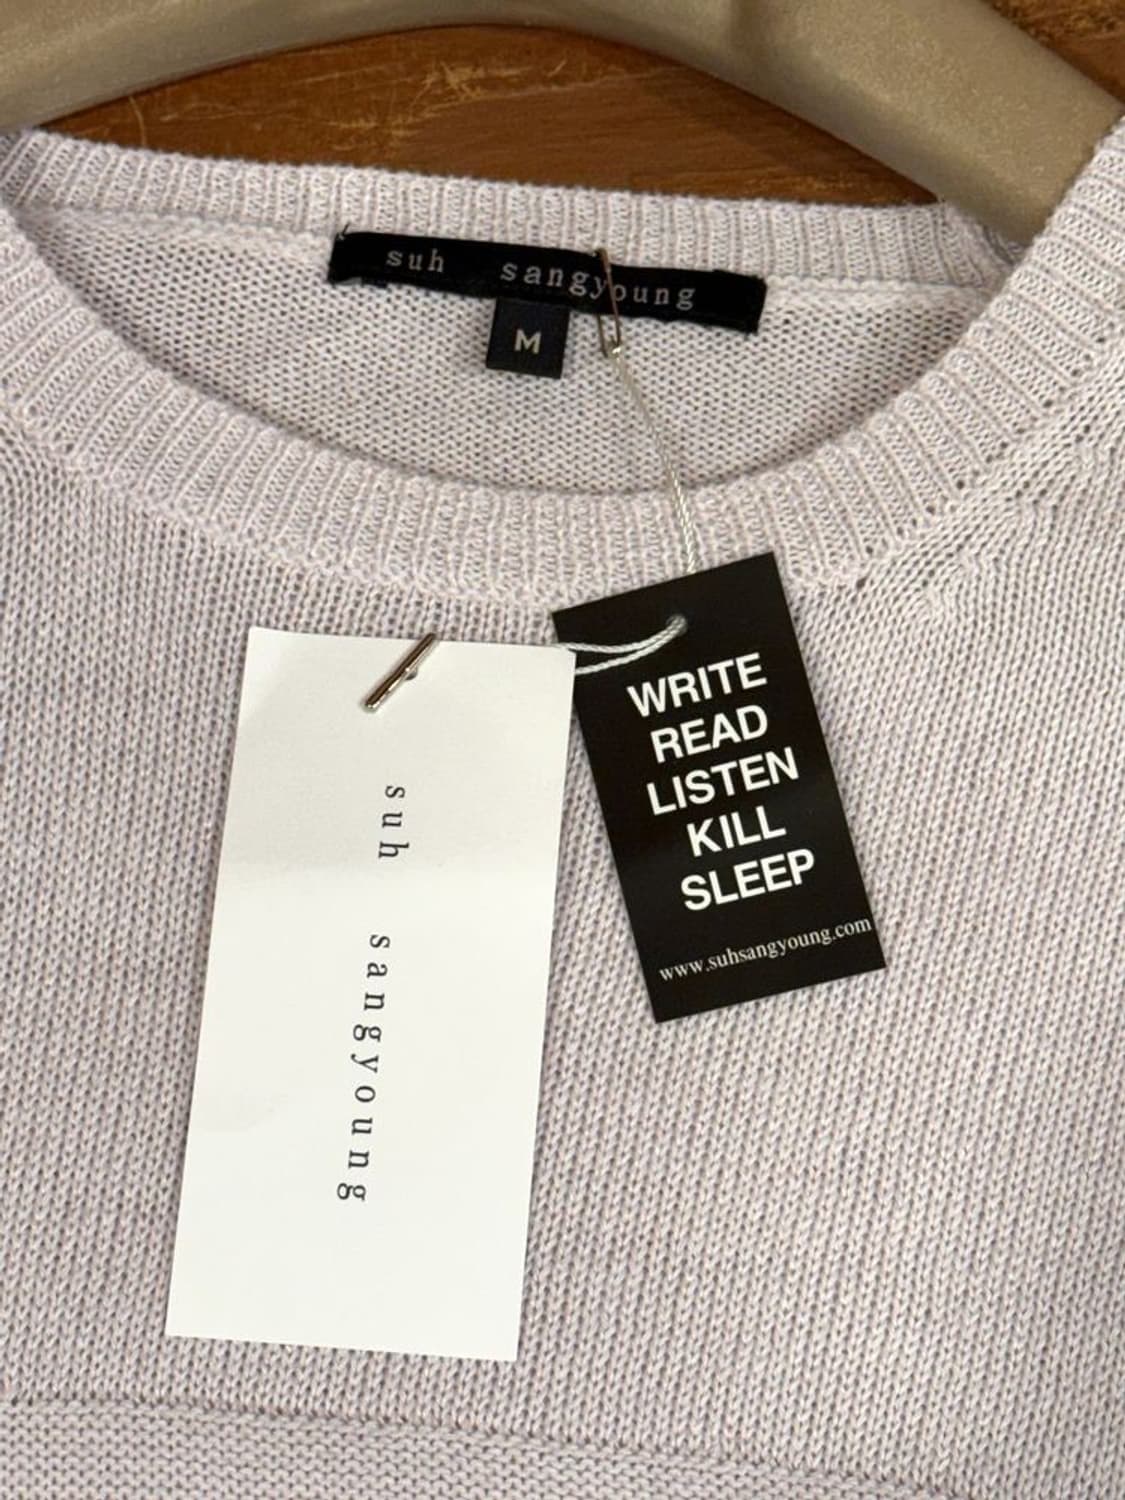 suh sangyoung
M
suh sangyoung
WRITE
READ
LISTEN
KILL
SLEEP
www.suhsangyoung.com